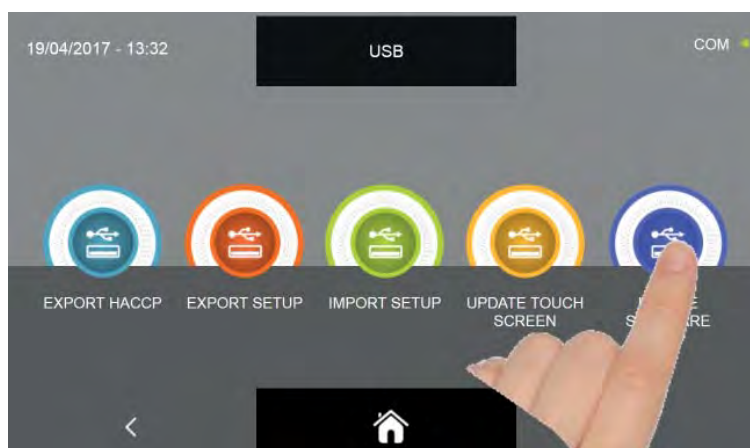 19/04/2017 - 13:32
USB
COM
EXPORT HACCP
EXPORT SETUP
IMPORT SETUP
UPDATE TOUCH
SCREEN